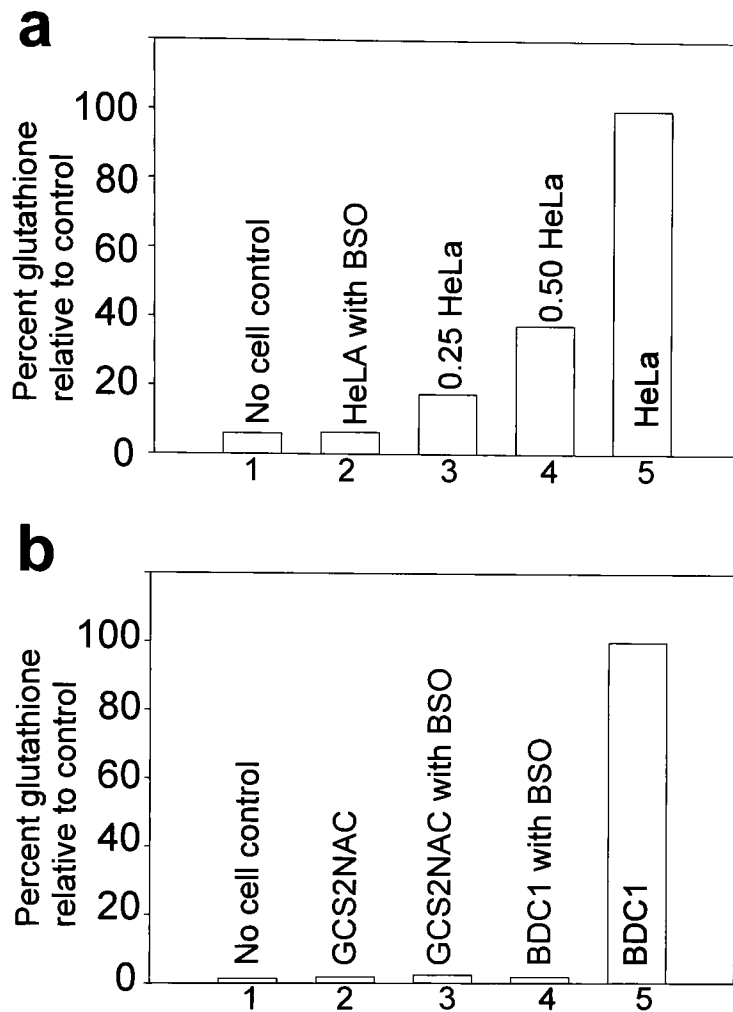 a
Percent glutathione
relative to control
100
80
60
40
20
0
No cell control
HeLA with BSO
0.25 HeLa
0.50 HeLa
HeLa
1 2 3 4 5
b
Percent glutathione
relative to control
100
80
60
40
20
0
No cell control
GCS2NAC
GCS2NAC with BSO
BDC1 with BSO
BDC1
1 2 3 4 5